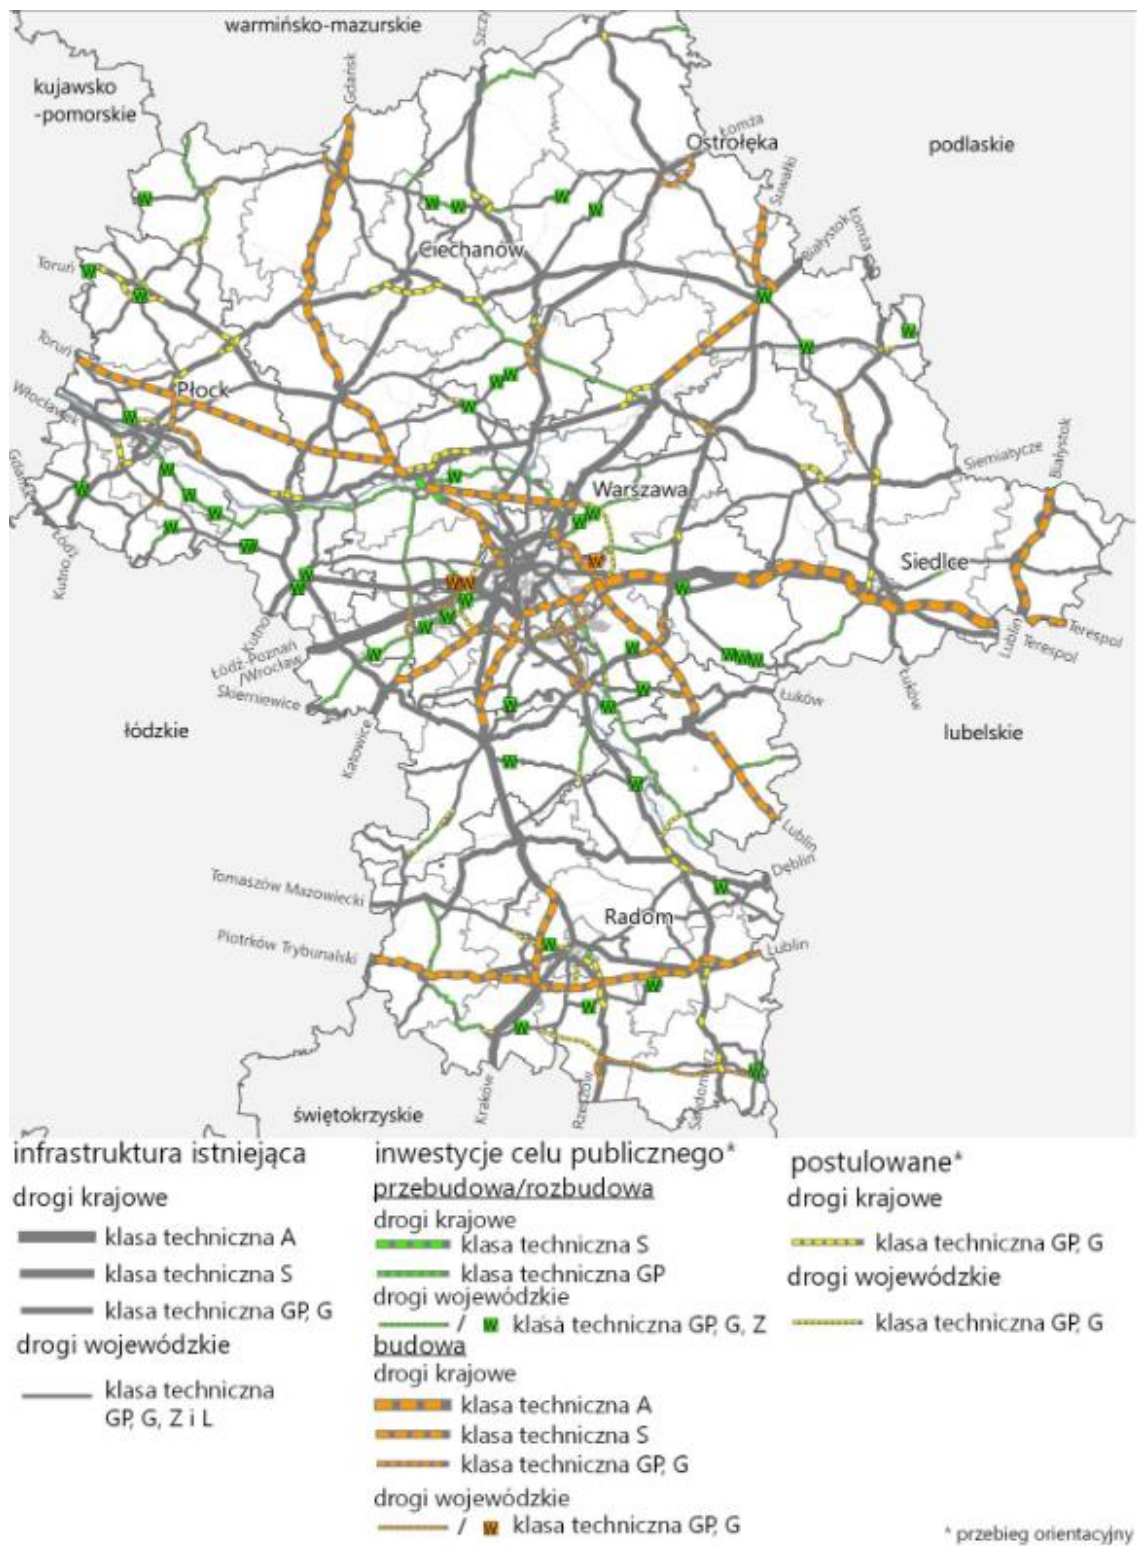 warmińsko-mazurskie
kujawsko
-pomorskie
Gdańsk
Łomża
Ostrołęka
podlaskie
Suwałki
Białystok
Łomża
Ciechanów
Toruń
Toruń
Włocławek
Płock
Siemiatycze
Białystok
Warszawa
Siedlce
Kutno
Łódź
Kutno
Łódź-Poznań
/Wrocław
Skierniewice
Katowice
łódzkie
Lublin
Terespol
Terespol
Łuków
Łuków
lubelskie
Lublin
Dęblin
Tomaszów Mazowiecki
Radom
Piotrków Trybunalski
Lublin
świętokrzyskie
Kraków
Rzeszów
Sandomierz
infrastruktura istniejąca
drogi krajowe
klasa techniczna A
klasa techniczna S
klasa techniczna GP, G
drogi wojewódzkie
klasa techniczna
GP, G, Z i L
inwestycje celu publicznego*
przebudowa/rozbudowa
drogi krajowe
klasa techniczna S
klasa techniczna GP
drogi wojewódzkie
/ W klasa techniczna GP, G, Z
budowa
drogi krajowe
klasa techniczna A
klasa techniczna S
klasa techniczna GP, G
drogi wojewódzkie
/ W klasa techniczna GP, G
postulowane*
drogi krajowe
klasa techniczna GP, G
drogi wojewódzkie
klasa techniczna GP, G
* przebieg orientacyjny